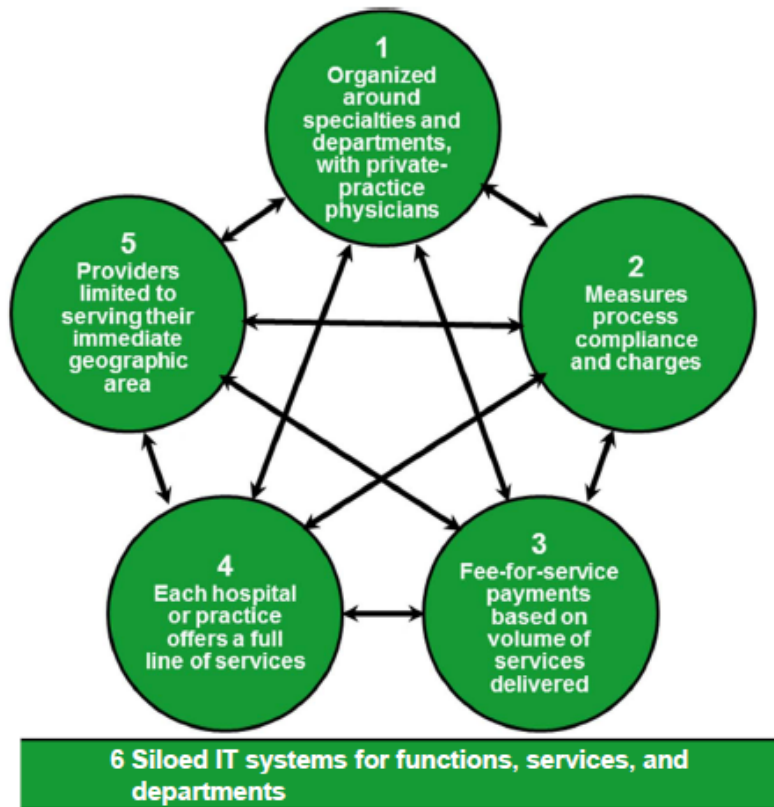 1
Organized
around
specialties and
departments,
with private-
practice
physicians
2
Measures
process
compliance
and charges
3
Fee-for-service
payments
based on
volume of
services
delivered
4
Each hospital
or practice
offers a full
line of services
5
Providers
limited to
serving their
immediate
geographic
area
6 Siloed IT systems for functions, services, and
departments